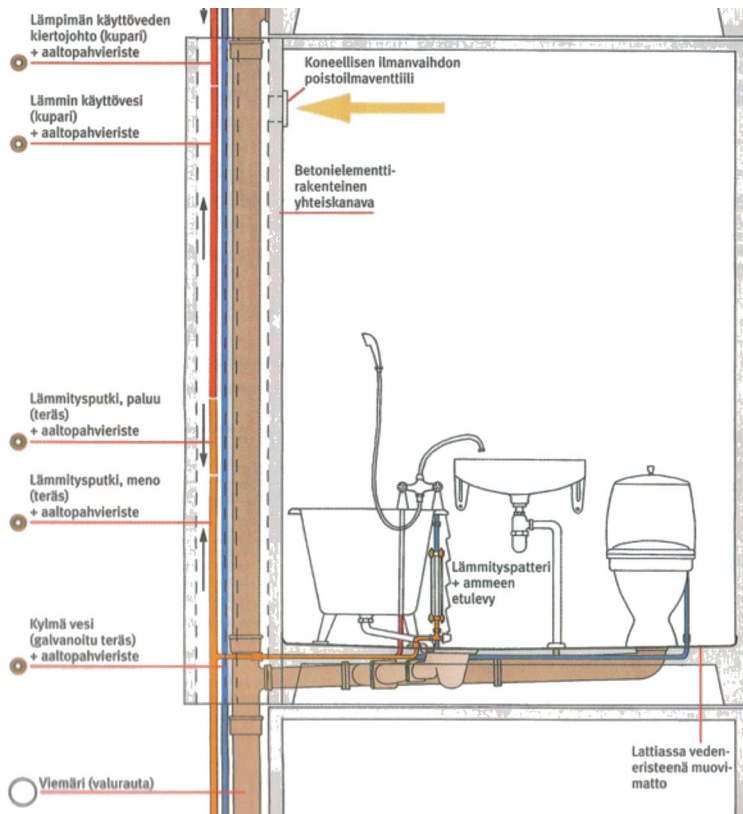 Lämpimän käyttöveden
kiertojohto (kupari)
+ aaltopahvieriste
Lämmin käyttövesi
(kupari)
+ aaltopahvieriste
Koneellisen ilmanvaihdon
poistoilmaventtiili
Betonielementti-
rakenteinen
yhteiskanava
Lämmitysputki, paluu
(teräs)
+ aaltopahvieriste
Lämmitysputki, meno
(teräs)
+ aaltopahvieriste
Lämmityspatteri
+ ammeen
etulevy
Kylmä vesi
(galvanoitu teräs)
+ aaltopahvieriste
Viemäri (valurauta)
Lattiassa veden-
eristeenä muovi-
matto